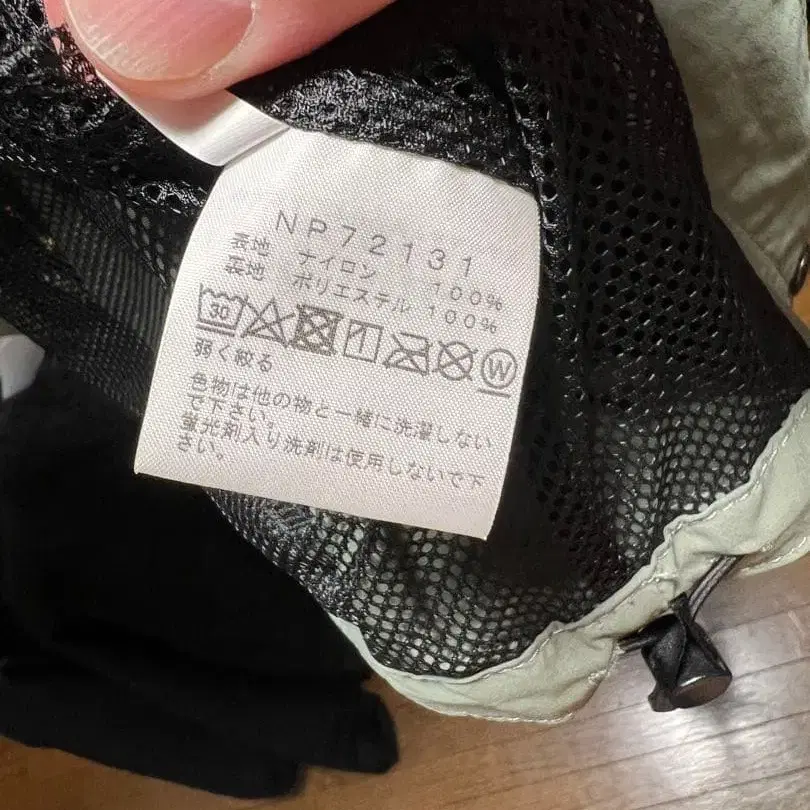 NP72131
表地 ナイロン 100%
裏地 ポリエステル 100%
30 W
弱く絞る
色物は他の物と一緒に洗濯しない
で下さい。
蛍光剤入り洗剤は使用しないで下
さい。